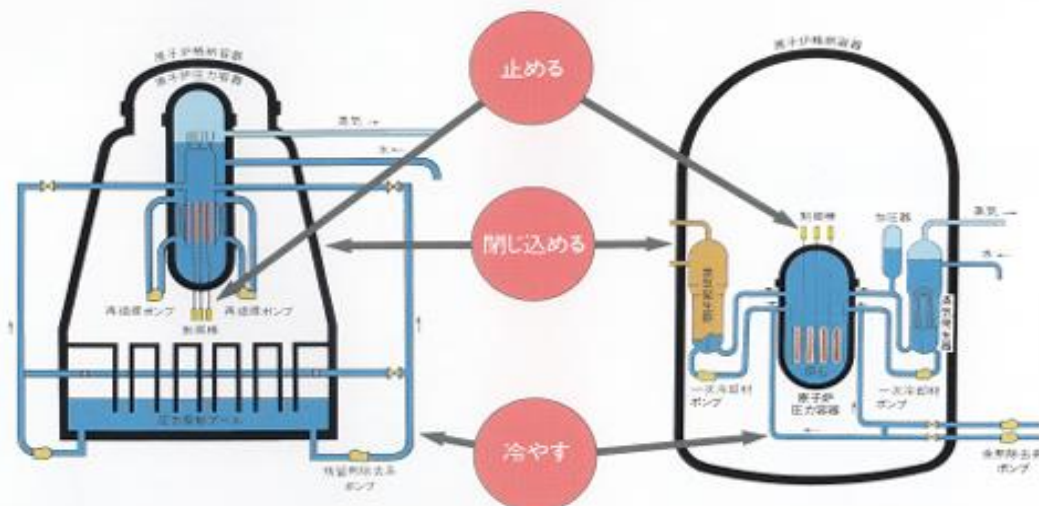 止める
閉じ込める
冷やす
原子炉格納容器
原子炉圧力容器
蒸気→
水←
再循環ポンプ
再循環ポンプ
制御棒
圧力抑制プール
残留熱除去系
ポンプ
原子炉格納容器
制御棒
加圧器
蒸気
水
蒸気発生器
一次冷却材
ポンプ
原子炉
圧力容器
一次冷却材
ポンプ
余熱除去系
ポンプ